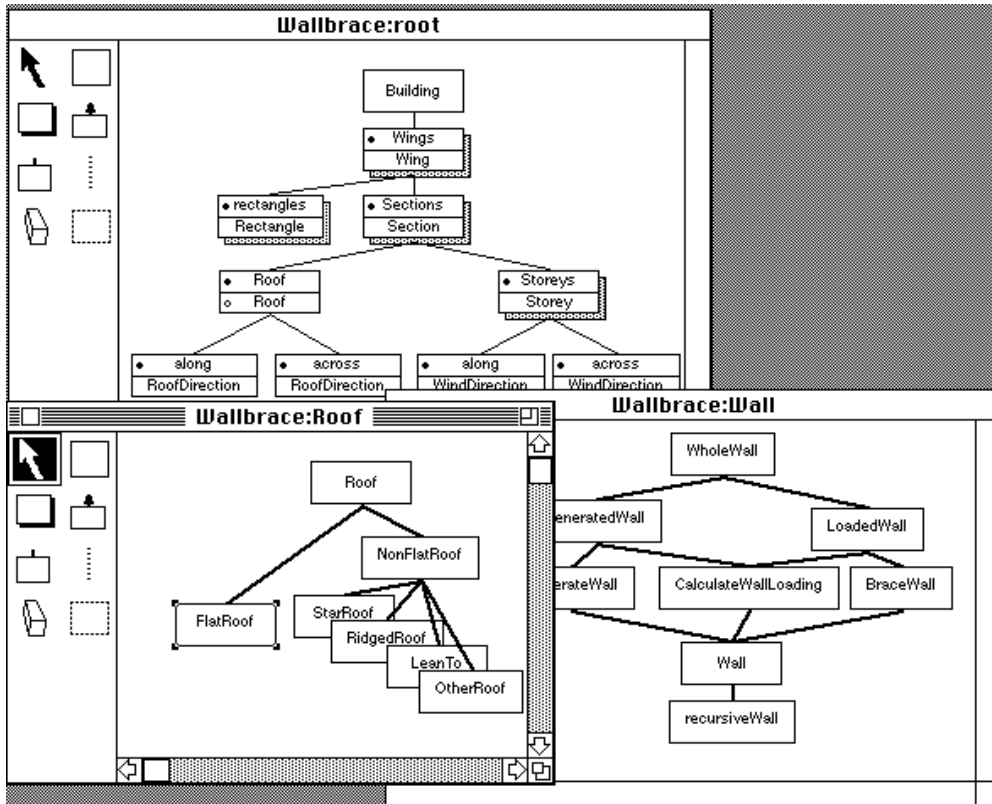 Wallbrace:root
Building
Wings
Wing
rectangles
Rectangle
Sections
Section
Roof
Roof
Storeys
Storey
along
RoofDirection
across
RoofDirection
along
WindDirection
across
WindDirection
Wallbrace:Roof
Roof
NonFlatRoof
FlatRoof
StarRoof
RidgedRoof
LeanTo
OtherRoof
Wallbrace:Wall
WholeWall
eneratedWall
LoadedWall
erateWall
CalculateWallLoading
BraceWall
Wall
recursiveWall